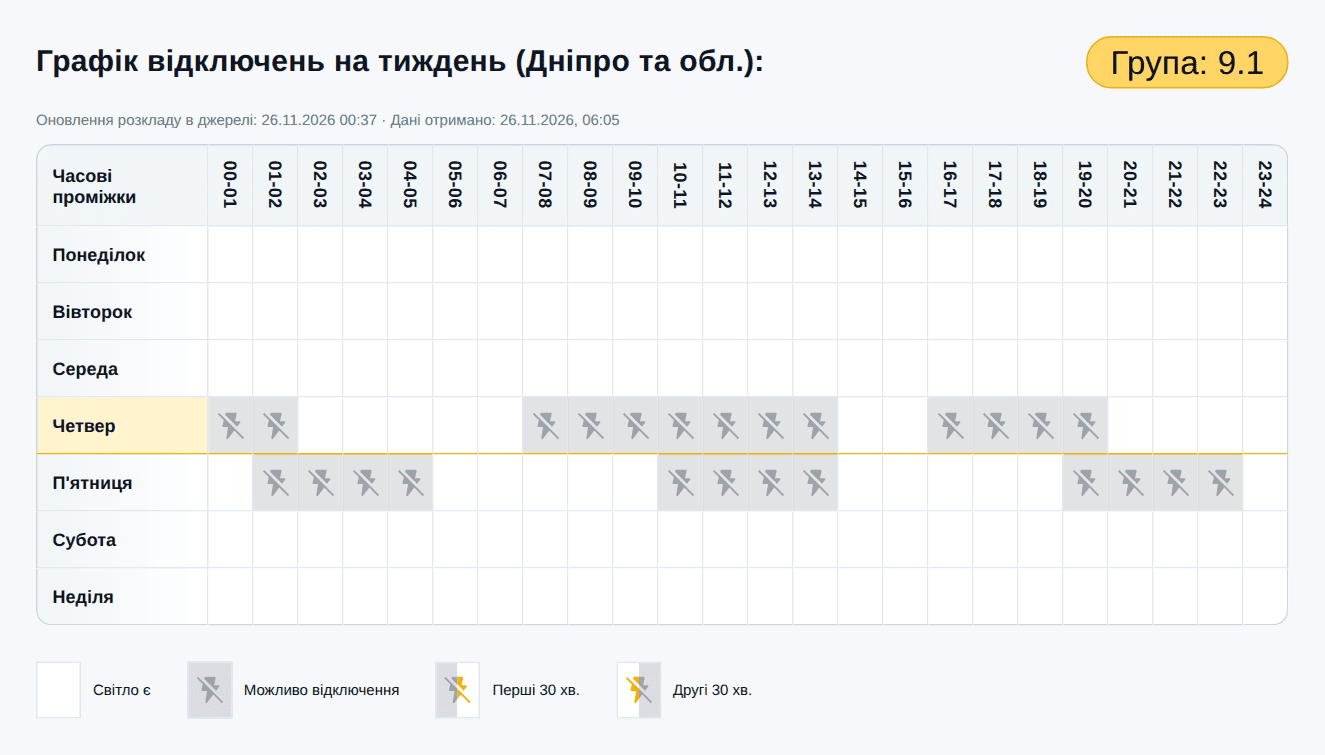 Графік відключень на тиждень (Дніпро та обл.):
Група: 9.1
Оновлення розкладу в джерелі: 26.11.2026 00:37 · Дані отримано: 26.11.2026, 06:05
Часові
проміжки
00-01 01-02 02-03 03-04 04-05 05-06 06-07 07-08 08-09 09-10 10-11 11-12 12-13 13-14 14-15 15-16 16-17 17-18 18-19 19-20 20-21 21-22 22-23 23-24
Понеділок
Вівторок
Середа
Четвер
П'ятниця
Субота
Неділя
Світло є
Можливо відключення
Перші 30 хв.
Другі 30 хв.